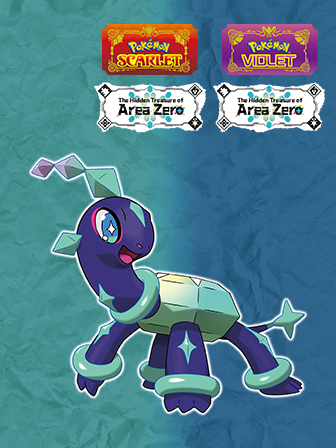 Pokémon
SCARLET
Pokémon
VIOLET
The Hidden Treasure of
Area Zero
The Hidden Treasure of
Area Zero